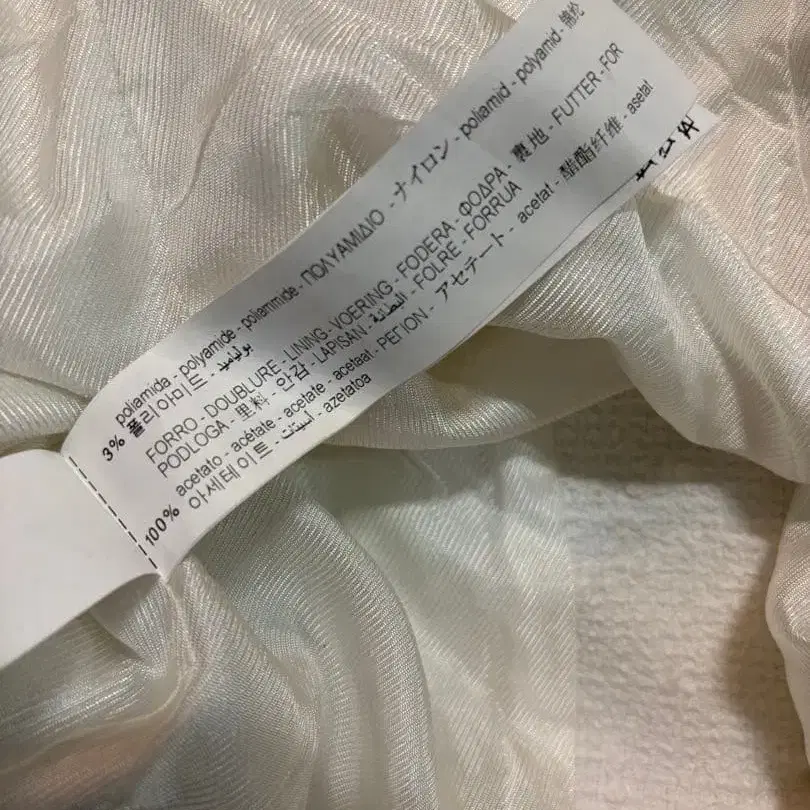 3% poliamida - polyamide - poliammide - ΠΟΛΥΑΜΙΔΙΟ - ナイロン - poliamid - polyamid - 锦纶
폴리아미드 - بوليأميد
FORRO - DOUBLURE - LINING - VOERING - FODERA - ΦΟΔΡΑ - 裏地 - FUTTER - FOR
PODLOGA - 里料 - 안감 - LAPISAN - البطانة - FOLRE - FORRUA
100% acetato - acétate - acetate - acetaat - ΡΕΓΙΟΝ - アセテート - acetat - 醋酯纤维 - asetat
아세테이트 - أسيتات - azetatoa